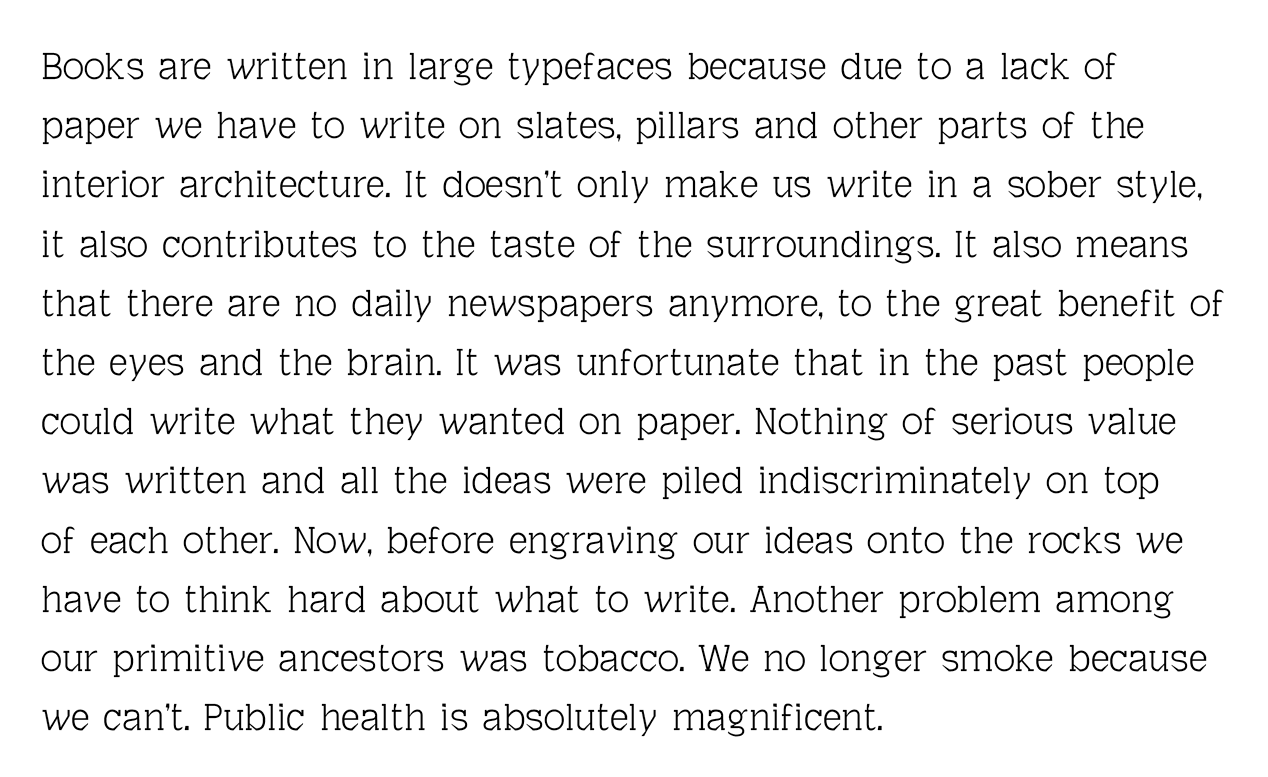 Books are written in large typefaces because due to a lack of
paper we have to write on slates, pillars and other parts of the
interior architecture. It doesn't only make us write in a sober style,
it also contributes to the taste of the surroundings. It also means
that there are no daily newspapers anymore, to the great benefit of
the eyes and the brain. It was unfortunate that in the past people
could write what they wanted on paper. Nothing of serious value
was written and all the ideas were piled indiscriminately on top
of each other. Now, before engraving our ideas onto the rocks we
have to think hard about what to write. Another problem among
our primitive ancestors was tobacco. We no longer smoke because
we can't. Public health is absolutely magnificent.